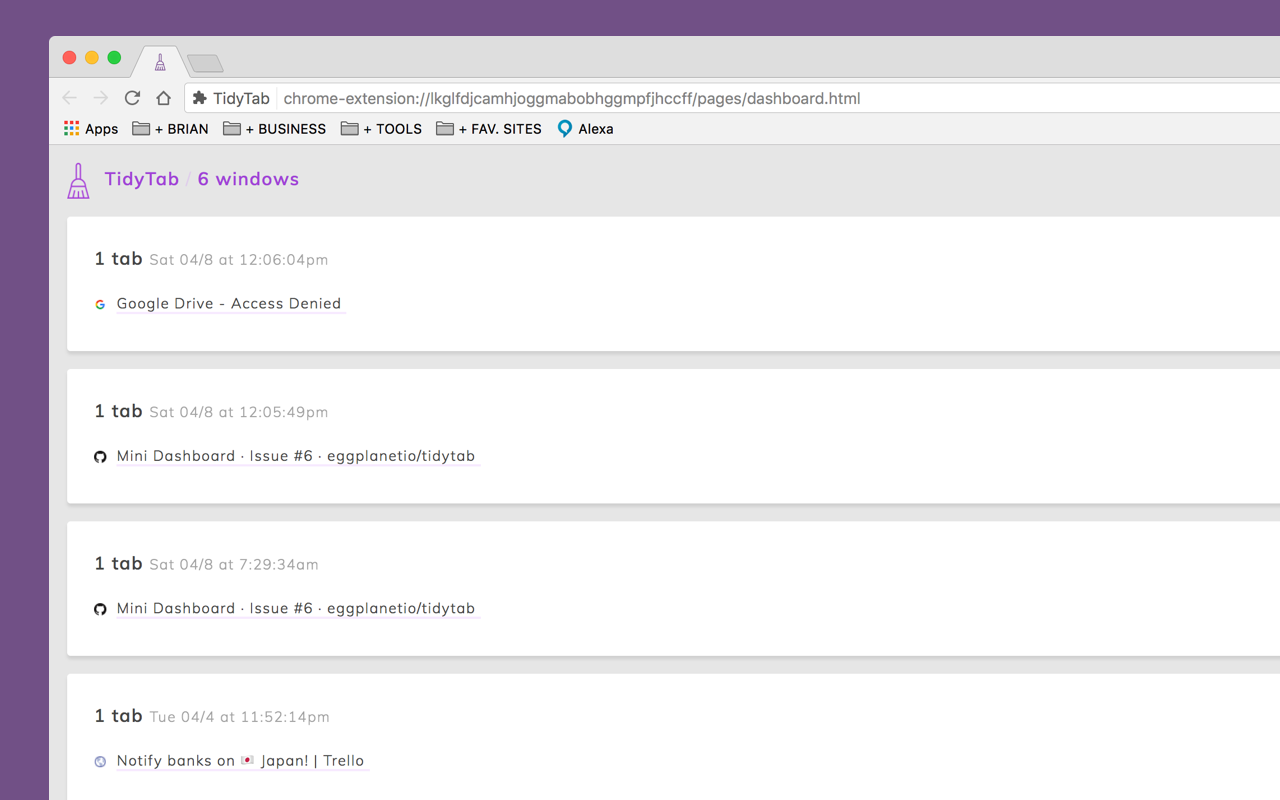 TidyTab chrome-extension://lkglfdjcamhjoggmabobhggmpfjhccff/pages/dashboard.html
Apps + BRIAN + BUSINESS + TOOLS + FAV. SITES Alexa
TidyTab / 6 windows
1 tab Sat 04/8 at 12:06:04pm
Google Drive - Access Denied
1 tab Sat 04/8 at 12:05:49pm
Mini Dashboard · Issue #6 · eggplanetio/tidytab
1 tab Sat 04/8 at 7:29:34am
Mini Dashboard · Issue #6 · eggplanetio/tidytab
1 tab Tue 04/4 at 11:52:14pm
Notify banks on 🇯🇵 Japan! | Trello